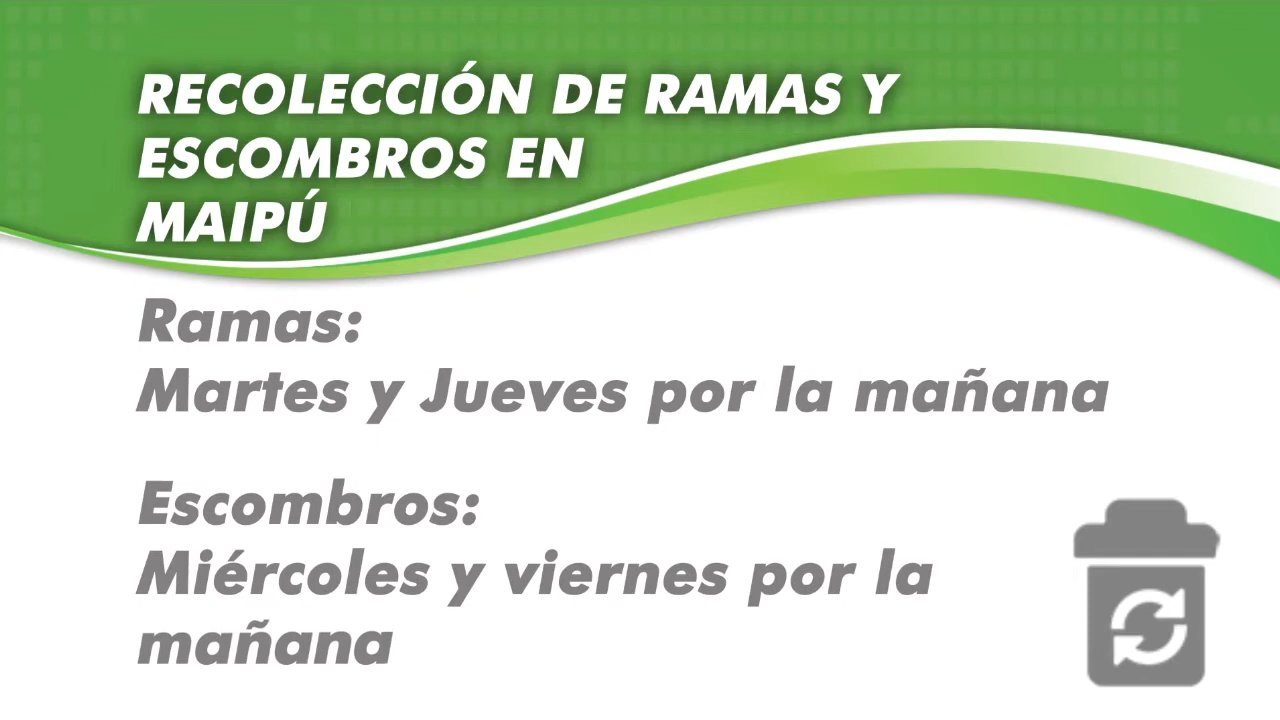 RECOLECCIÓN DE RAMAS Y
ESCOMBROS EN
MAIPÚ
Ramas:
Martes y Jueves por la mañana
Escombros:
Miércoles y viernes por la
mañana